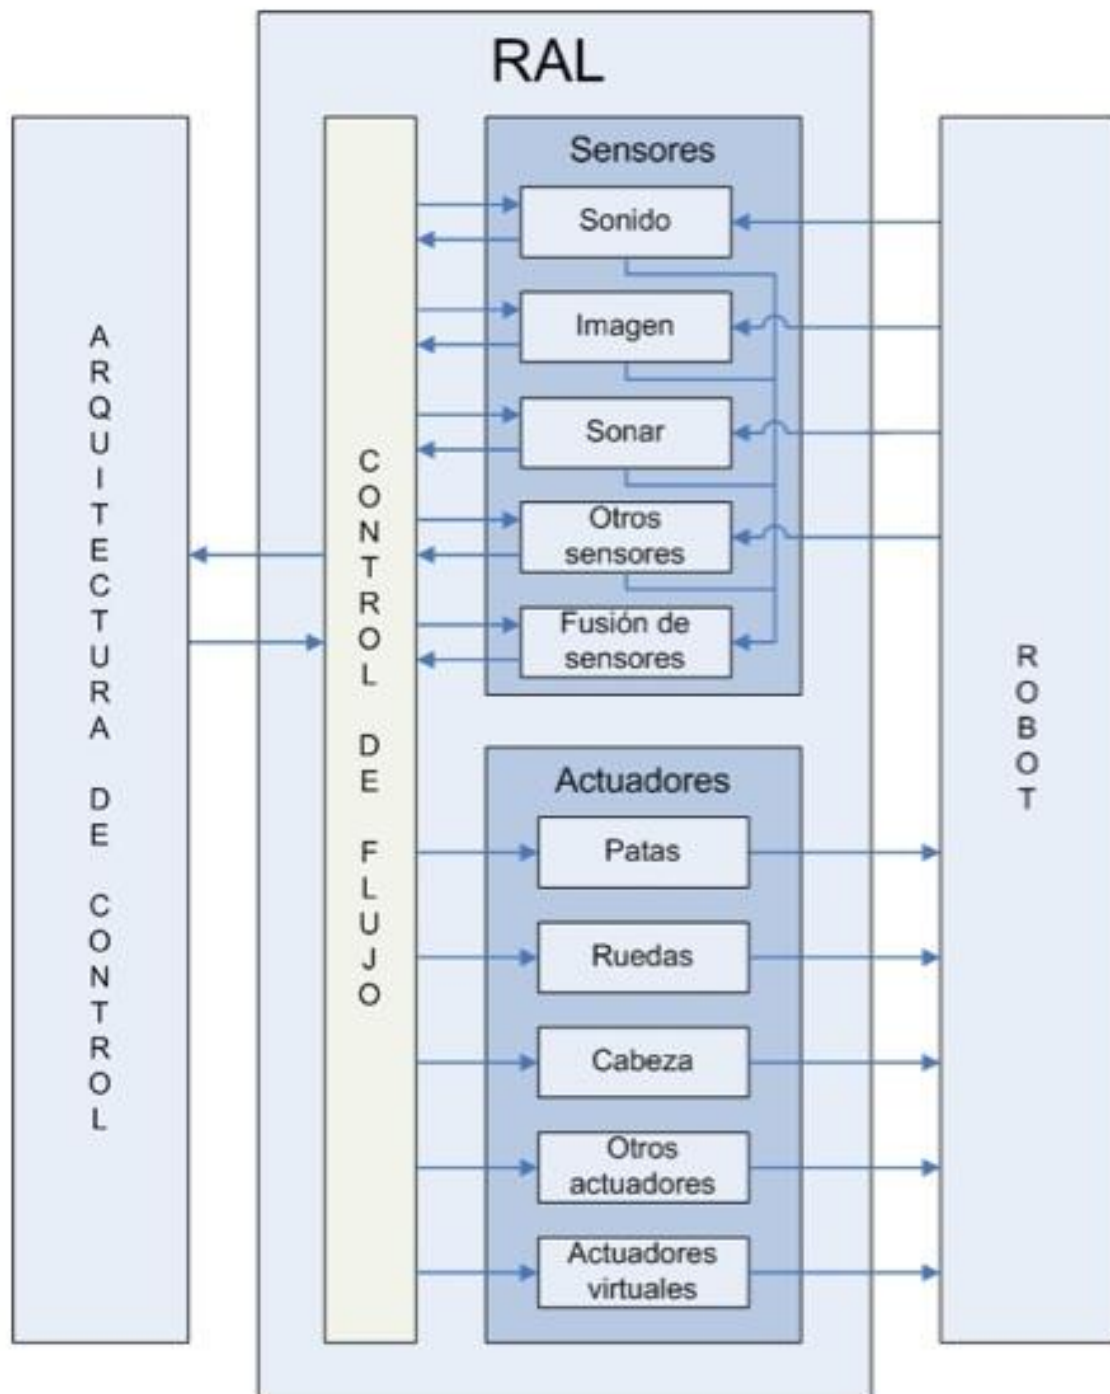 RAL
ARQUITECTURA DE CONTROL
CONTROL DE FLUJO
Sensores
Sonido
Imagen
Sonar
Otros
sensores
Fusión de
sensores
Actuadores
Patas
Ruedas
Cabeza
Otros
actuadores
Actuadores
virtuales
ROBOT